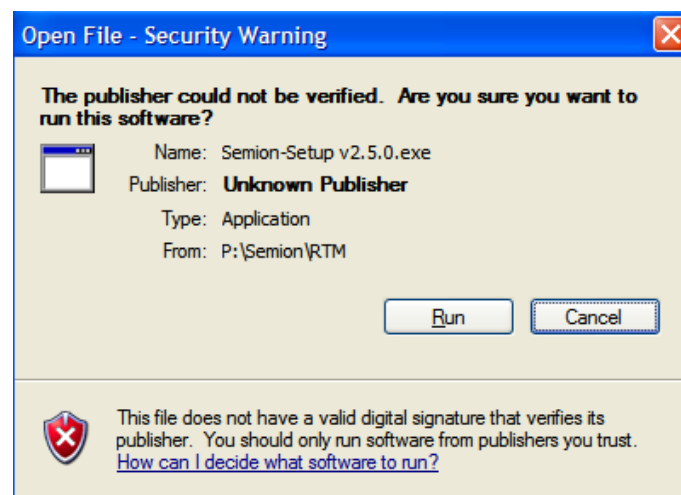 Open File - Security Warning
The publisher could not be verified. Are you sure you want to
run this software?
Name: Semion-Setup v2.5.0.exe
Publisher: Unknown Publisher
Type: Application
From: P:\Semion\RTM
Run Cancel
This file does not have a valid digital signature that verifies its
publisher. You should only run software from publishers you trust.
How can I decide what software to run?